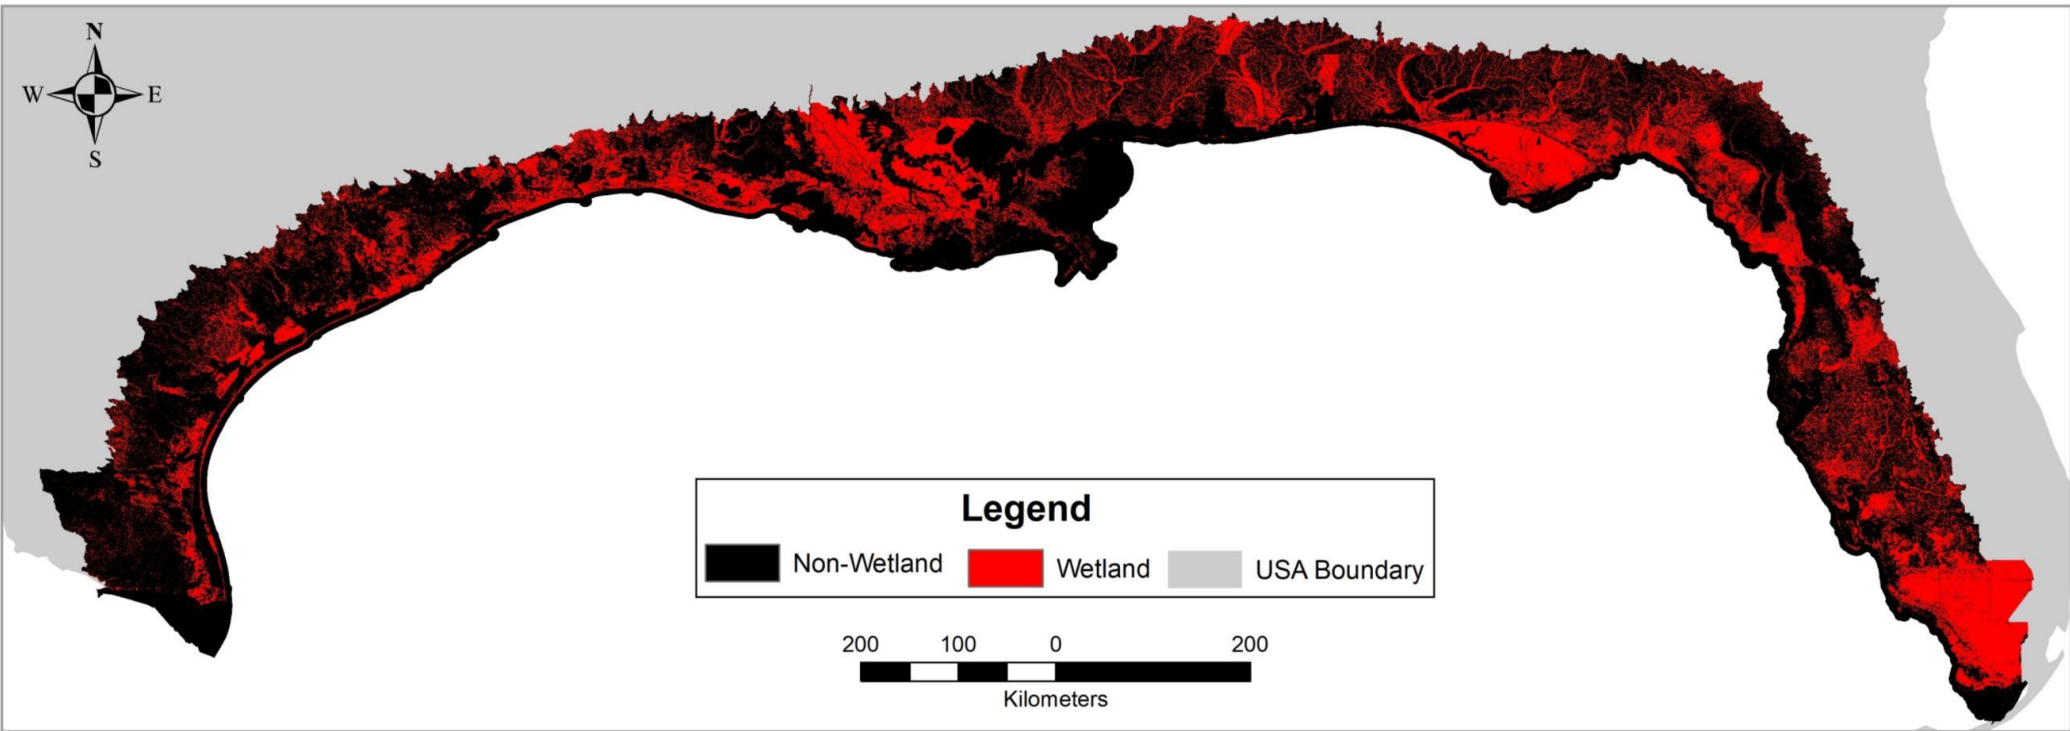 N
W E
S
Legend
Non-Wetland Wetland USA Boundary
200 100 0 200
Kilometers